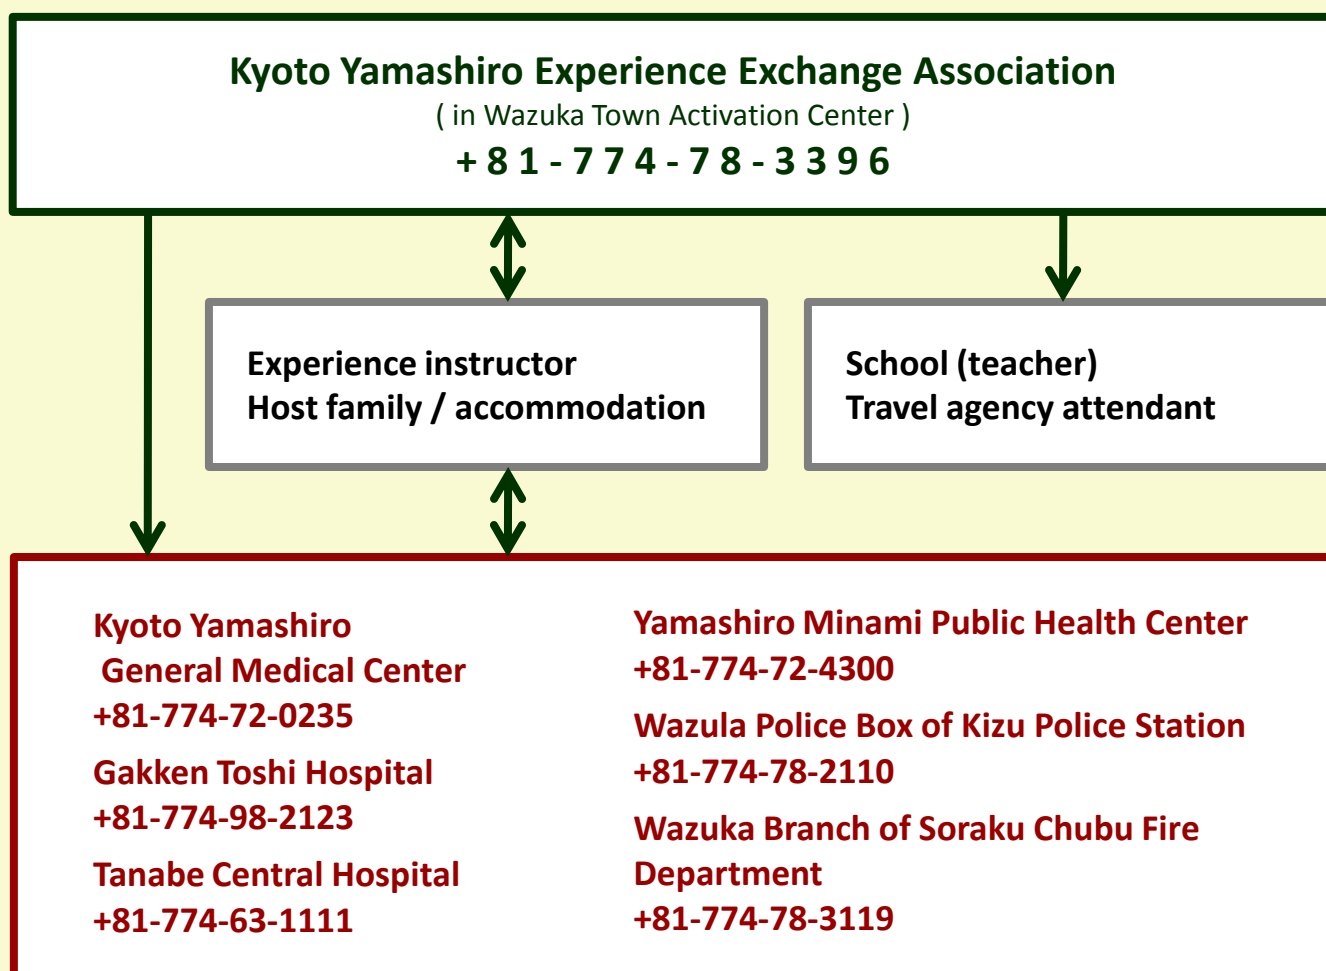 Kyoto Yamashiro Experience Exchange Association
( in Wazuka Town Activation Center )
+81-774-78-3396
Experience instructor
Host family / accommodation
School (teacher)
Travel agency attendant
Kyoto Yamashiro
General Medical Center
+81-774-72-0235
Gakken Toshi Hospital
+81-774-98-2123
Tanabe Central Hospital
+81-774-63-1111
Yamashiro Minami Public Health Center
+81-774-72-4300
Wazula Police Box of Kizu Police Station
+81-774-78-2110
Wazuka Branch of Soraku Chubu Fire
Department
+81-774-78-3119